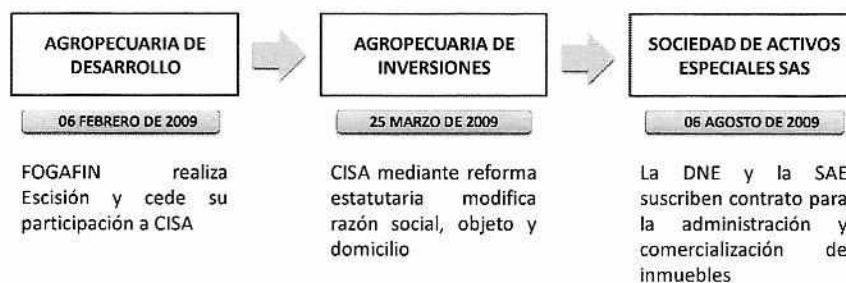 AGROPECUARIA DE
DESARROLLO
06 FEBRERO DE 2009
FOGAFIN realiza
Escisión y cede su
participación a CISA
AGROPECUARIA DE
INVERSIONES
25 MARZO DE 2009
CISA mediante reforma
estatutaria modifica
razón social, objeto y
domicilio
SOCIEDAD DE ACTIVOS
ESPECIALES SAS
06 AGOSTO DE 2009
La DNE y la SAE
suscriben contrato para
la administración y
comercialización de
inmuebles